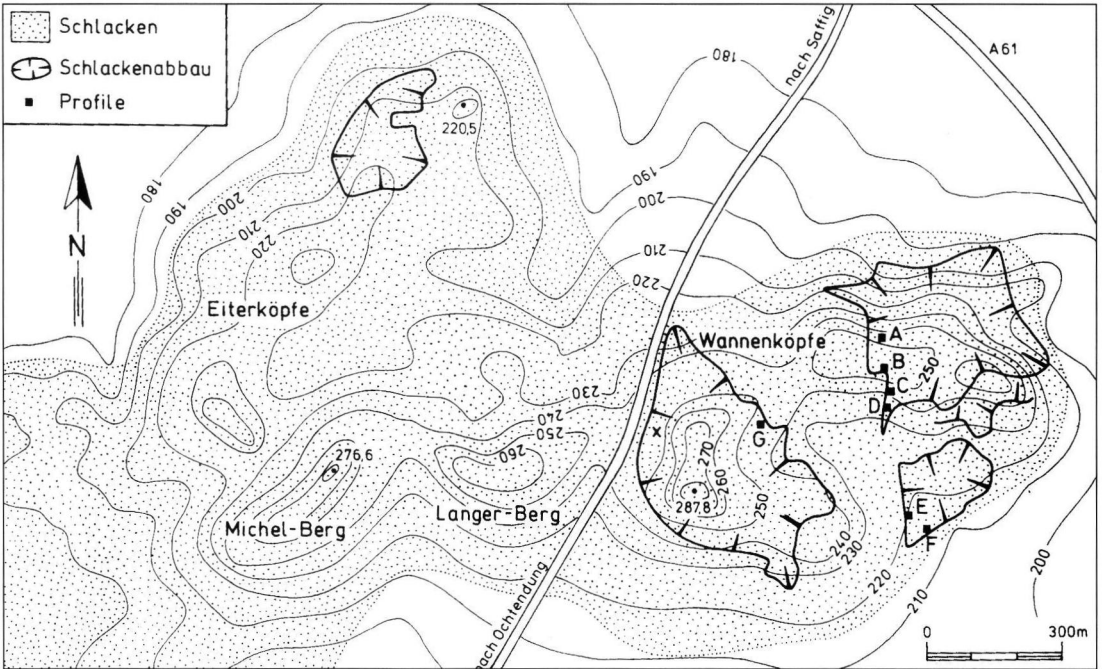 Schlacken
Schlackenabbau
Profile
N
nach Saffig
A61
180
180
190
200
210
220
220,5
190
200
210
220
Eiterköpfe
Wannenköpfe
A
B
C
D
250
230
240
250
260
x
G
270
260
250
287,8
276,6
Michel-Berg
Langer-Berg
E
F
240
230
220
210
200
nach Ochtendung
0
300m